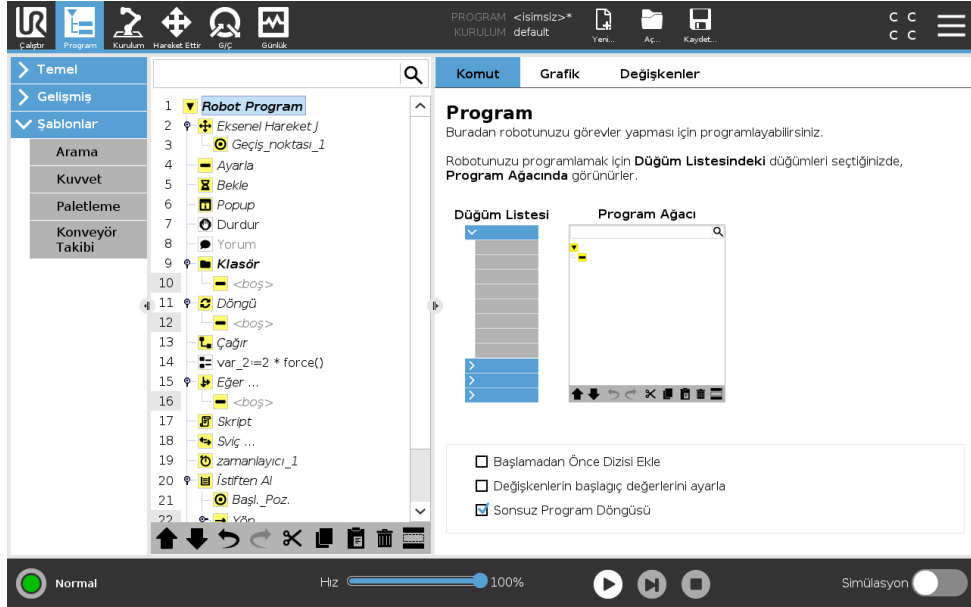 PROGRAM <isimsiz>*
KURULUM default
Çalıştır Program Kurulum Hareket Ettir G/Ç Günlük
Yeni... Aç... Kaydet...
C C
C C
Temel
Gelişmiş
Şablonlar
Arama
Kuvvet
Paletleme
Konveyör
Takibi
1 Robot Program
2 Eksenel Hareket J
3 Geçiş_noktası_1
4 Ayarla
5 Bekle
6 Popup
7 Durdur
8 Yorum
9 Klasör
10 <boş>
11 Döngü
12 <boş>
13 Çağır
14 var_2:=2 * force()
15 Eğer ...
16 <boş>
17 Skript
18 Sviç ...
19 zamanlayıcı_1
20 İstiften Al
21 Başl._Poz.
22 Yön
Komut Grafik Değişkenler
Program
Buradan robotunuzu görevler yapması için programlayabilirsiniz.
Robotunuzu programlamak için Düğüm Listesindeki düğümleri seçtiğinizde,
Program Ağacında görünürler.
Düğüm Listesi Program Ağacı
Başlamadan Önce Dizisi Ekle
Değişkenlerin başlagıç değerlerini ayarla
Sonsuz Program Döngüsü
Normal
Hız 100%
Simülasyon